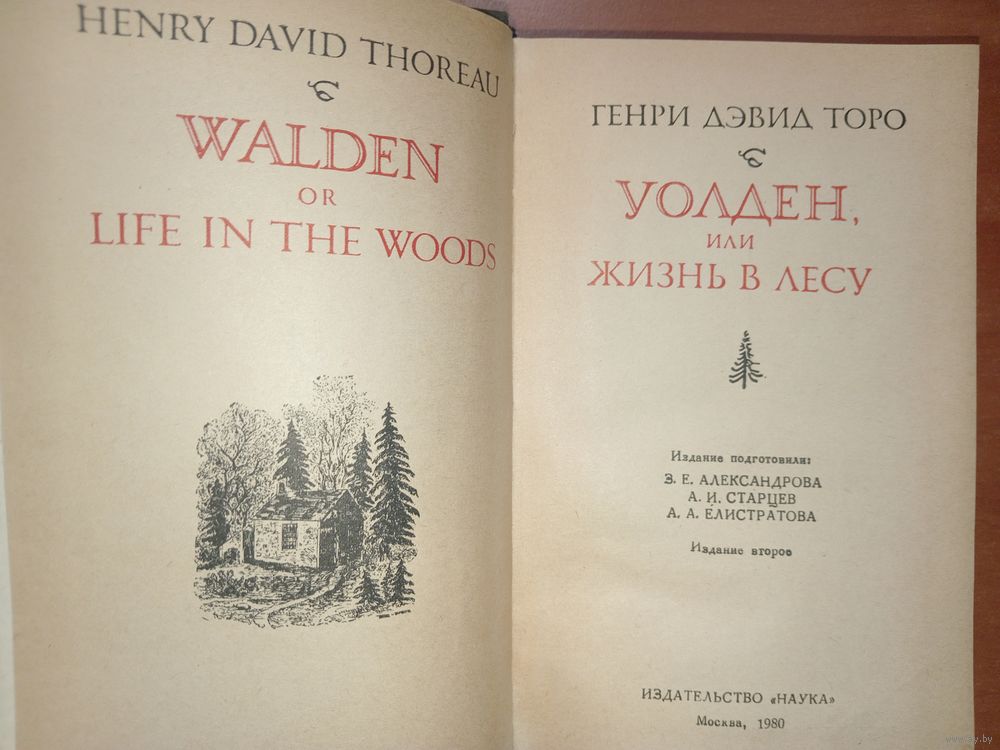 HENRY DAVID THOREAU
WALDEN
OR
LIFE IN THE WOODS
ГЕНРИ ДЭВИД ТОРО
УОЛДЕН,
ИЛИ
ЖИЗНЬ В ЛЕСУ
Издание подготовили:
З. Е. АЛЕКСАНДРОВА
А. И. СТАРЦЕВ
А. А. ЕЛИСТРАТОВА
Издание второе
ИЗДАТЕЛЬСТВО «НАУКА»
Москва, 1980